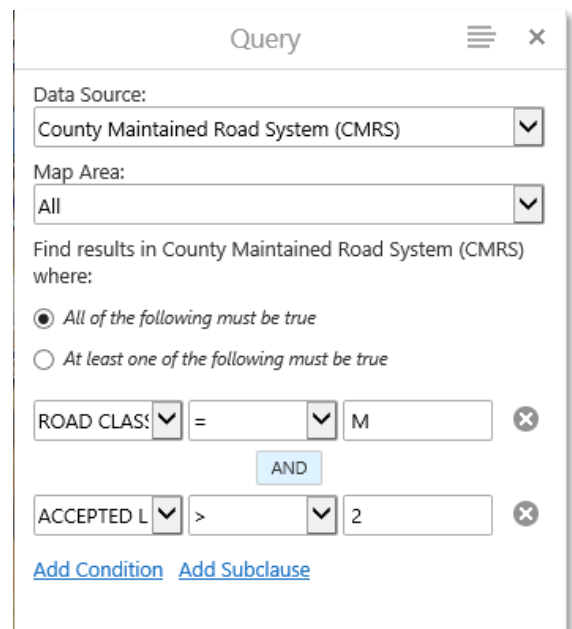 Query
Data Source:
County Maintained Road System (CMRS)
Map Area:
All
Find results in County Maintained Road System (CMRS)
where:
All of the following must be true
At least one of the following must be true
ROAD CLAS = M
AND
ACCEPTED L > 2
Add Condition Add Subclause